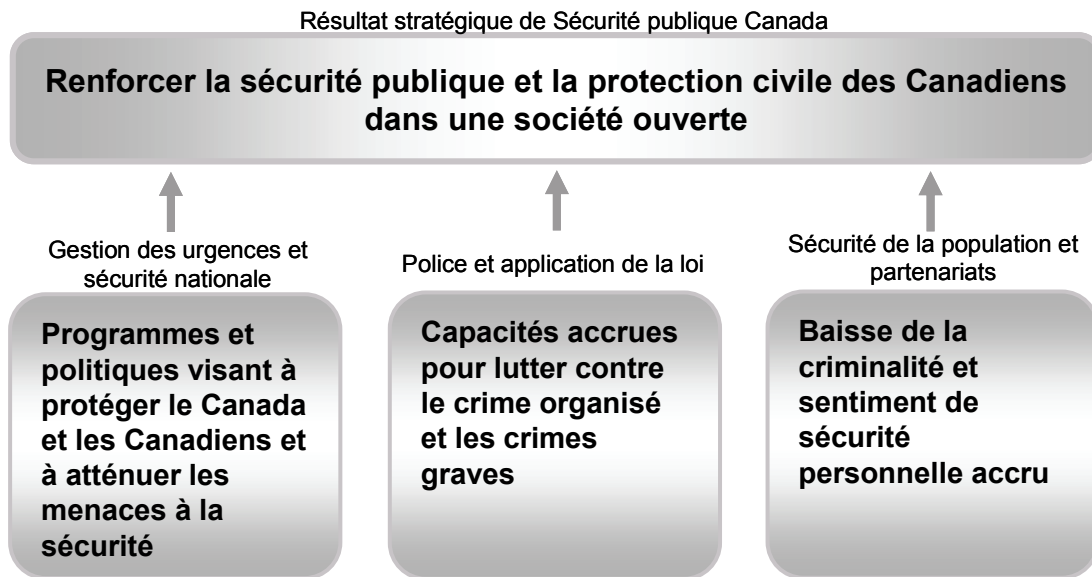 Résultat stratégique de Sécurité publique Canada
Renforcer la sécurité publique et la protection civile des Canadiens
dans une société ouverte
Gestion des urgences et
sécurité nationale
Programmes et
politiques visant à
protéger le Canada
et les Canadiens et
à atténuer les
menaces à la
sécurité
Police et application de la loi
Capacités accrues
pour lutter contre
le crime organisé
et les crimes
graves
Sécurité de la population et
partenariats
Baisse de la
criminalité et
sentiment de
sécurité
personnelle accru